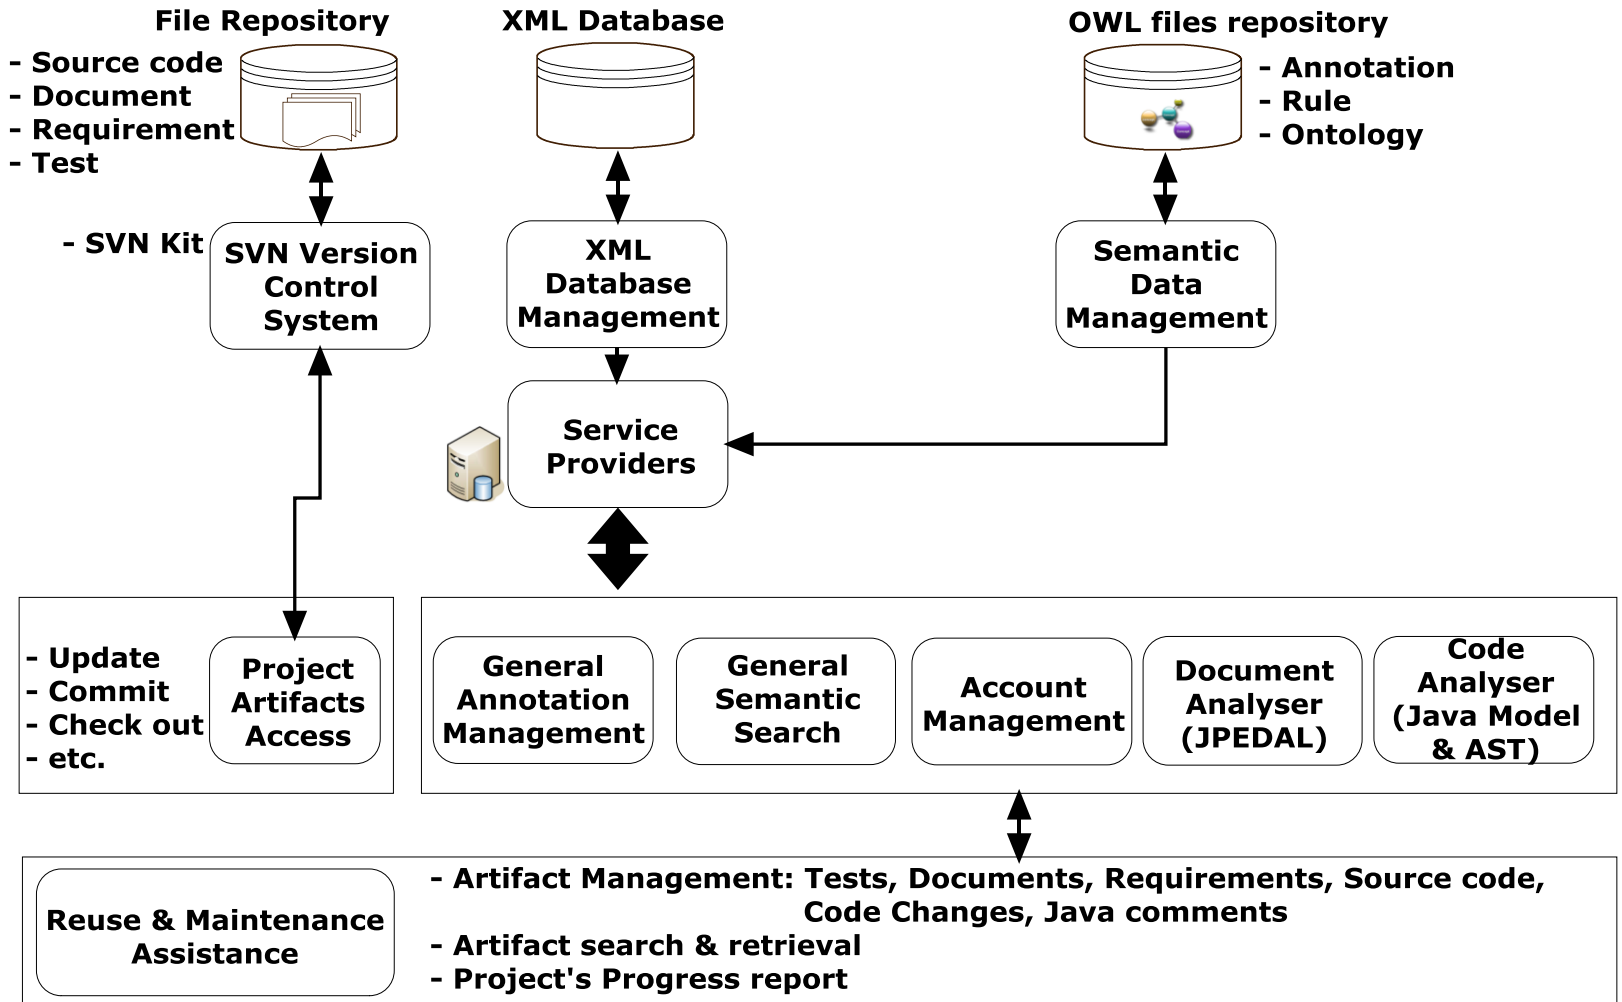 File Repository
- Source code
- Document
- Requirement
- Test
XML Database
OWL files repository
- Annotation
- Rule
- Ontology
- SVN Kit
SVN Version
Control
System
XML
Database
Management
Semantic
Data
Management
Service
Providers
- Update
- Commit
- Check out
- etc.
Project
Artifacts
Access
General
Annotation
Management
General
Semantic
Search
Account
Management
Document
Analyser
(JPEDAL)
Code
Analyser
(Java Model
& AST)
Reuse & Maintenance
Assistance
- Artifact Management: Tests, Documents, Requirements, Source code,
Code Changes, Java comments
- Artifact search & retrieval
- Project's Progress report